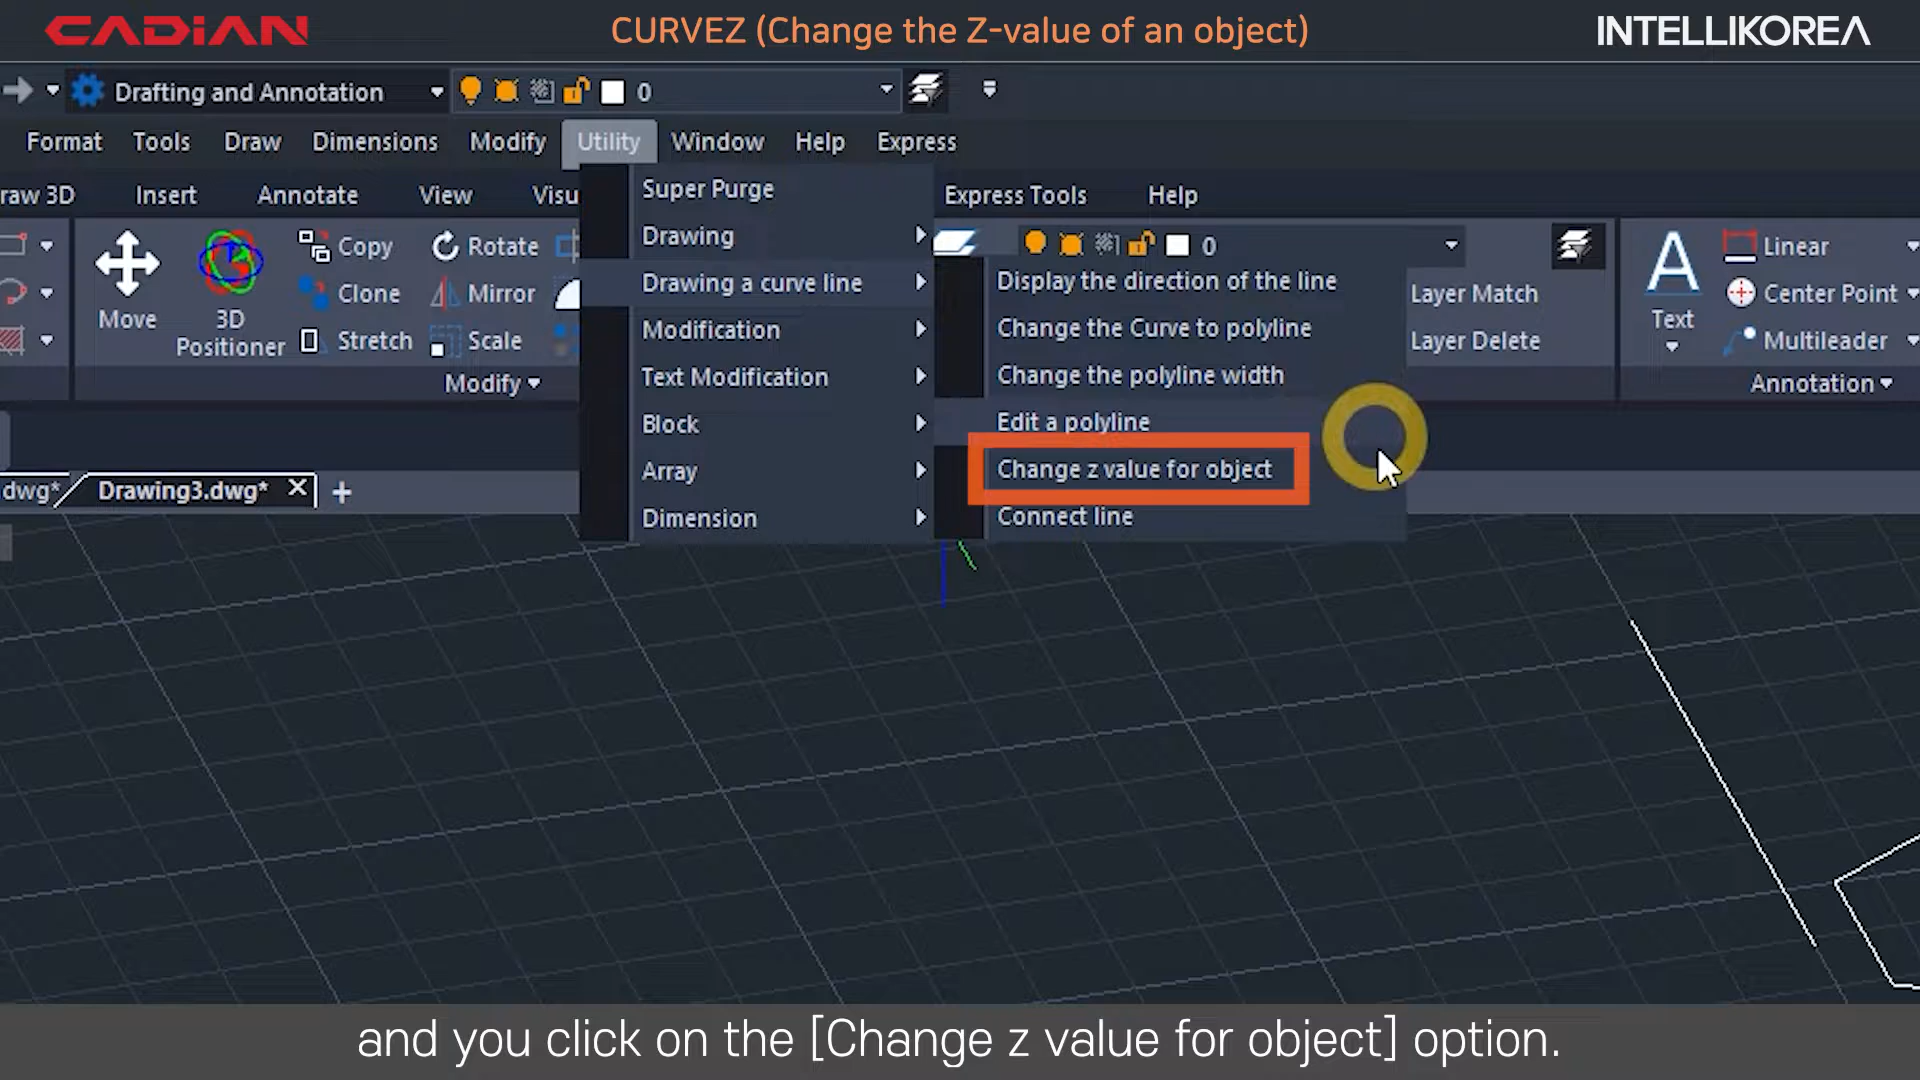 CADiAN
CURVEZ (Change the Z-value of an object)
INTELLIKOREA
Drafting and Annotation
0
Format Tools Draw Dimensions Modify Utility Window Help Express
raw 3D Insert Annotate View Visu Express Tools Help
Super Purge
Drawing
Drawing a curve line
Modification
Text Modification
Block
Array
Dimension
Display the direction of the line
Change the Curve to polyline
Change the polyline width
Edit a polyline
Change z value for object
Connect line
Move
3D
Positioner
Copy
Clone
Stretch
Rotate
Mirror
Scale
Modify
0
Layer Match
Layer Delete
Text
Linear
Center Point
Multileader
Annotation
dwg* Drawing3.dwg* X +
and you click on the [Change z value for object] option.